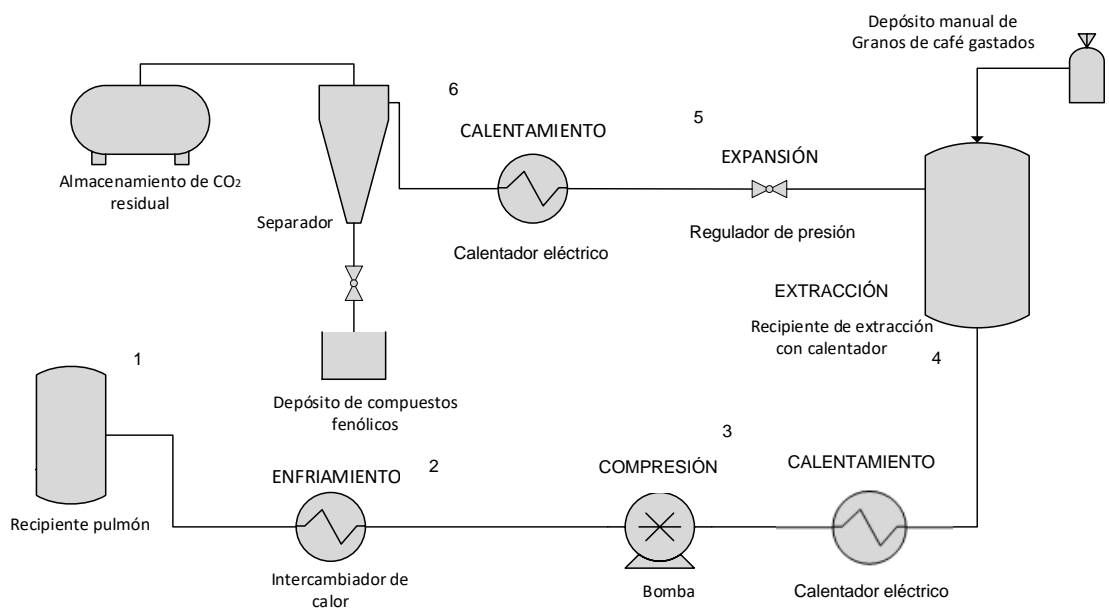 Depósito manual de
Granos de café gastados
6
CALENTAMIENTO
5
EXPANSIÓN
Almacenamiento de CO₂
residual
Separador
Calentador eléctrico
Regulador de presión
EXTRACCIÓN
Recipiente de extracción
con calentador
4
1
Depósito de compuestos
fenólicos
Recipiente pulmón
ENFRIAMIENTO
2
COMPRESIÓN
3
CALENTAMIENTO
Intercambiador de
calor
Bomba
Calentador eléctrico